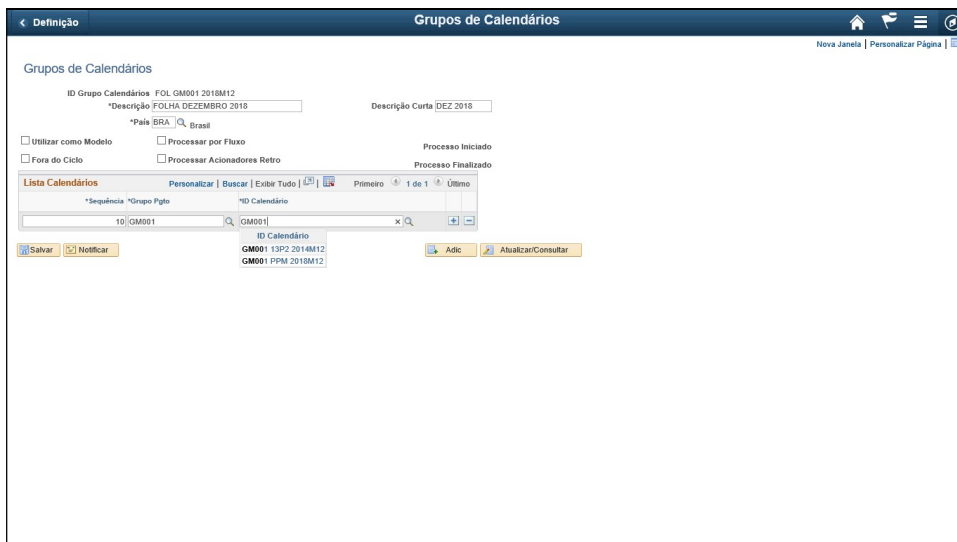 Definição
Grupos de Calendários
Nova Janela | Personalizar Página |
Grupos de Calendários
ID Grupo Calendários FOL GM001 2018M12
*Descrição FOLHA DEZEMBRO 2018 Descrição Curta DEZ 2018
*País BRA Brasil
Utilizar como Modelo Processar por Fluxo Processo Iniciado
Fora do Ciclo Processar Acionadores Retro Processo Finalizado
Lista Calendários Personalizar | Buscar | Exibir Tudo | | Primeiro 1 de 1 Último
*Sequência *Grupo Pgto *ID Calendário
10 GM001 GM001 x
ID Calendário
GM001 13P2 2014M12
GM001 PPM 2018M12
Salvar Notificar Adic Atualizar/Consultar